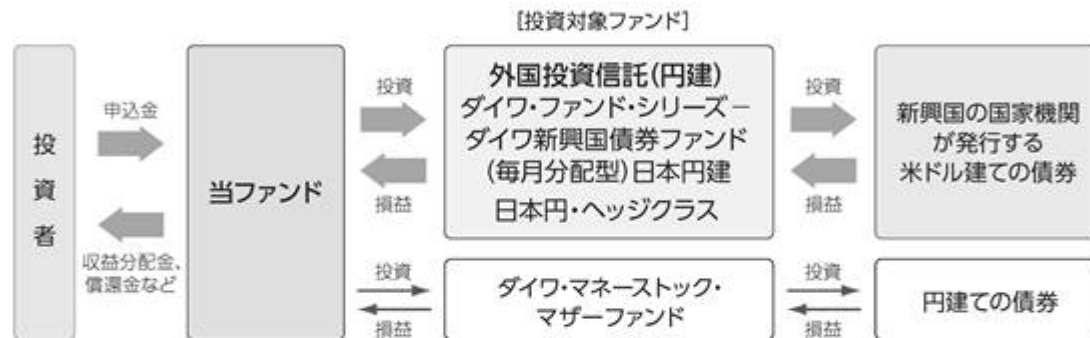 [投資対象ファンド]
投資者
申込金
収益分配金、
償還金など
当ファンド
投資
損益
外国投資信託(円建)
ダイワ・ファンド・シリーズ－
ダイワ新興国債券ファンド
(毎月分配型)日本円建
日本円・ヘッジクラス
投資
損益
新興国の国家機関
が発行する
米ドル建ての債券
投資
損益
ダイワ・マネーストック・
マザーファンド
投資
損益
円建ての債券